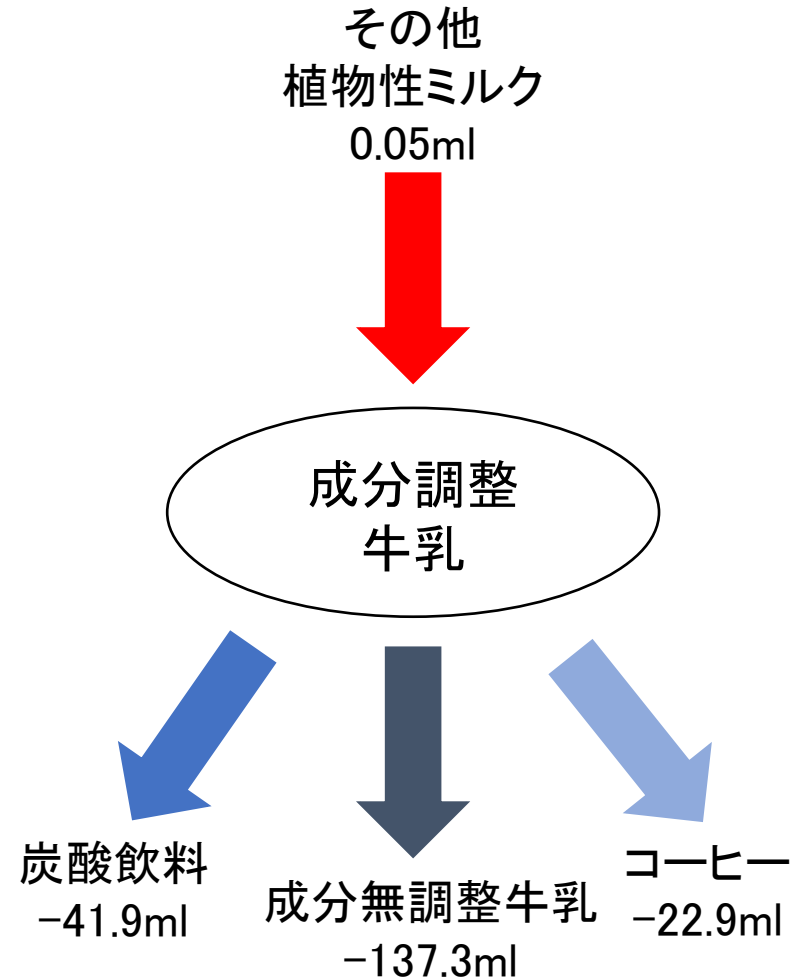 その他
植物性ミルク
0.05ml
成分調整
牛乳
炭酸飲料
-41.9ml
成分無調整牛乳
-137.3ml
コーヒー
-22.9ml